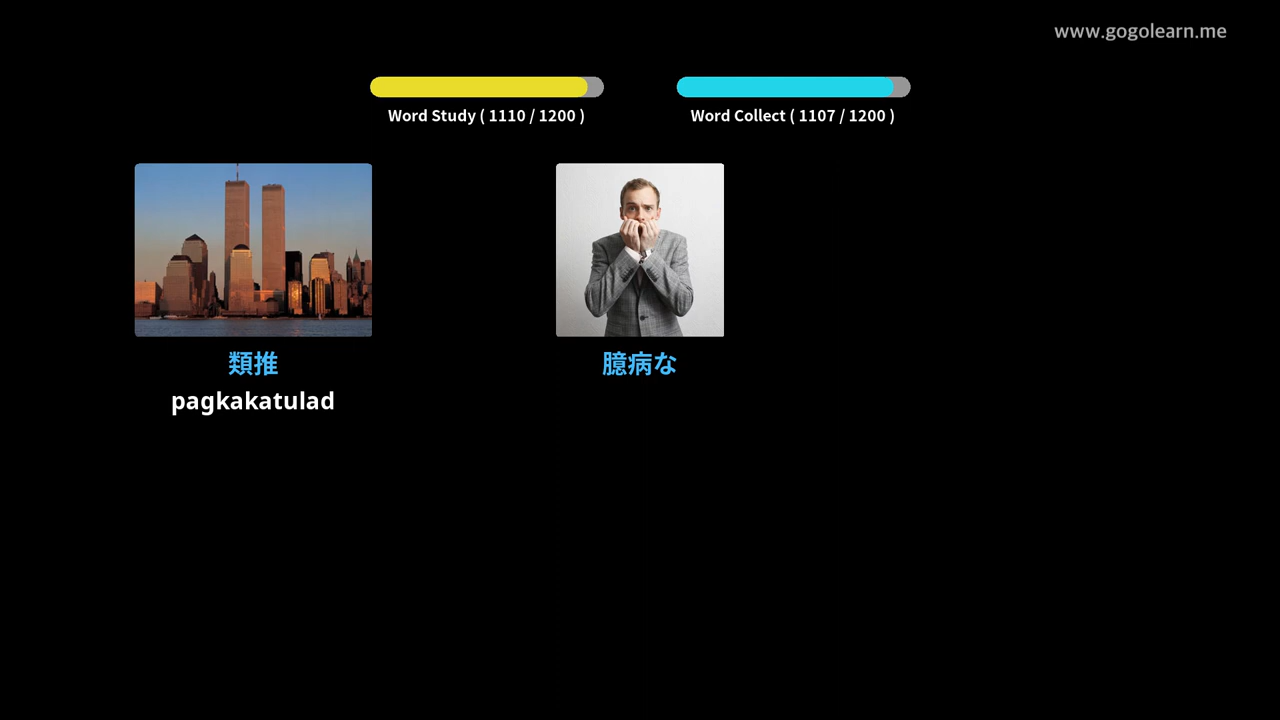 www.gogolearn.me
Word Study ( 1110 / 1200 )
Word Collect ( 1107 / 1200 )
類推
pagkakatulad
臆病な